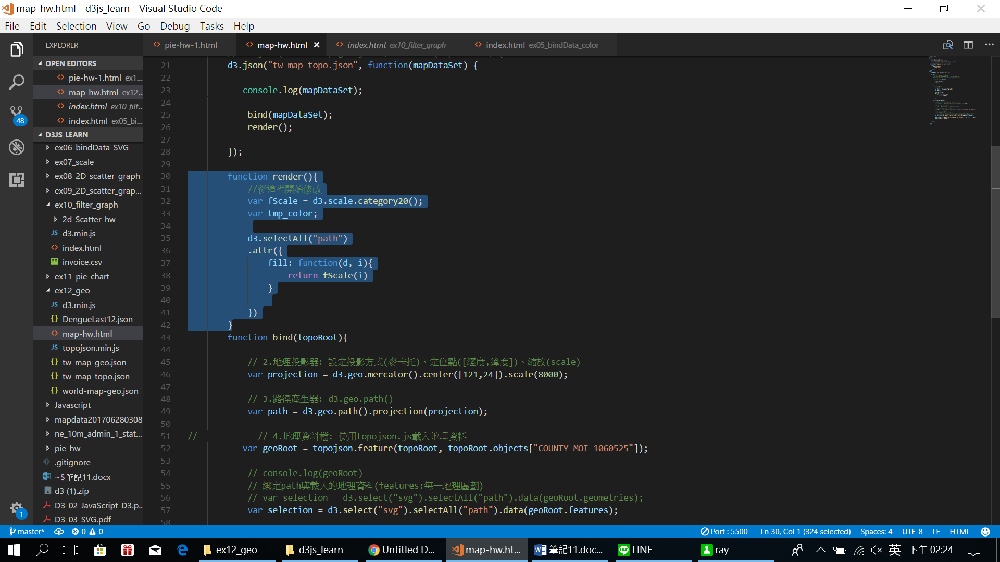 map-hw.html - d3js_learn - Visual Studio Code
File Edit Selection View Go Debug Tasks Help
EXPLORER
pie-hw-1.html
map-hw.html
index.html ex10_filter_graph
index.html ex05_bindData_color
OPEN EDITORS
pie-hw-1.html ex1...
map-hw.html ex12...
index.html ex10_filt...
index.html ex05_bi...
48
D3JS_LEARN
ex06_bindData_SVG
ex07_scale
ex08_2D_scatter_graph
ex09_2D_scatter_grap...
ex10_filter_graph
2d-Scatter-hw
JS d3.min.js
index.html
invoice.csv
ex11_pie_chart
ex12_geo
JS d3.min.js
{} DengueLast12.json
map-hw.html
JS topojson.min.js
{} tw-map-geo.json
{} tw-map-topo.json
{} world-map-geo.json
Javascript
mapdata201706280308
ne_10m_admin_1_stat...
pie-hw
.gitignore
~$筆記11.docx
d3 (1).zip
D3-02-JavaScript-D3.p...
D3-03-SVG.pdf
1
21 d3.json("tw-map-topo.json", function(mapDataSet) {
22
23 console.log(mapDataSet);
24
25 bind(mapDataSet);
26 render();
27
28 });
29
30 function render(){
31 //從這裡開始修改
32 var fScale = d3.scale.category20();
33 var tmp_color;
34
35 d3.selectAll("path")
36 .attr({
37 fill: function(d, i){
38 return fScale(i)
39 }
40
41 })
42 }
43 function bind(topoRoot){
44
45 // 2.地理投影器: 設定投影方式(麥卡托)、定位點([經度,緯度])、縮放(scale)
46 var projection = d3.geo.mercator().center([121,24]).scale(8000);
47
48 // 3.路徑產生器: d3.geo.path()
49 var path = d3.geo.path().projection(projection);
50
51 // // 4.地理資料檔: 使用topojson.js載入地理資料
52 var geoRoot = topojson.feature(topoRoot, topoRoot.objects["COUNTY_MOI_1060525"]);
53
54 // console.log(geoRoot)
55 // 綁定path與載入的地理資料(features:每一地理區劃)
56 // var selection = d3.select("svg").selectAll("path").data(geoRoot.geometries);
57 var selection = d3.select("svg").selectAll("path").data(geoRoot.features);
58
master* 0 0 Port : 5500 Ln 30, Col 1 (324 selected) Spaces: 4 UTF-8 LF HTML
ex12_geo d3js_learn Untitled D... map-hw.ht... 筆記11.doc... LINE ray 英 下午 02:24